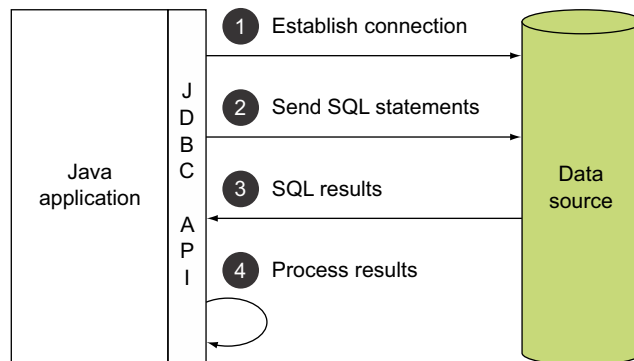 1 Establish connection
2 Send SQL statements
3 SQL results
4 Process results
Java
application
J
D
B
C
A
P
I
Data
source